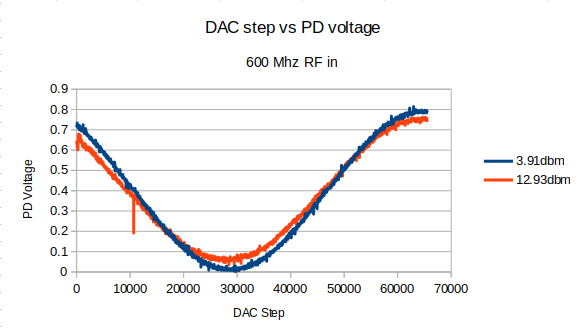 DAC step vs PD voltage
600 Mhz RF in
0.9
0.8
0.7
0.6
0.5
0.4
0.3
0.2
0.1
0
PD Voltage
0 10000 20000 30000 40000 50000 60000 70000
DAC Step
3.91dbm
12.93dbm